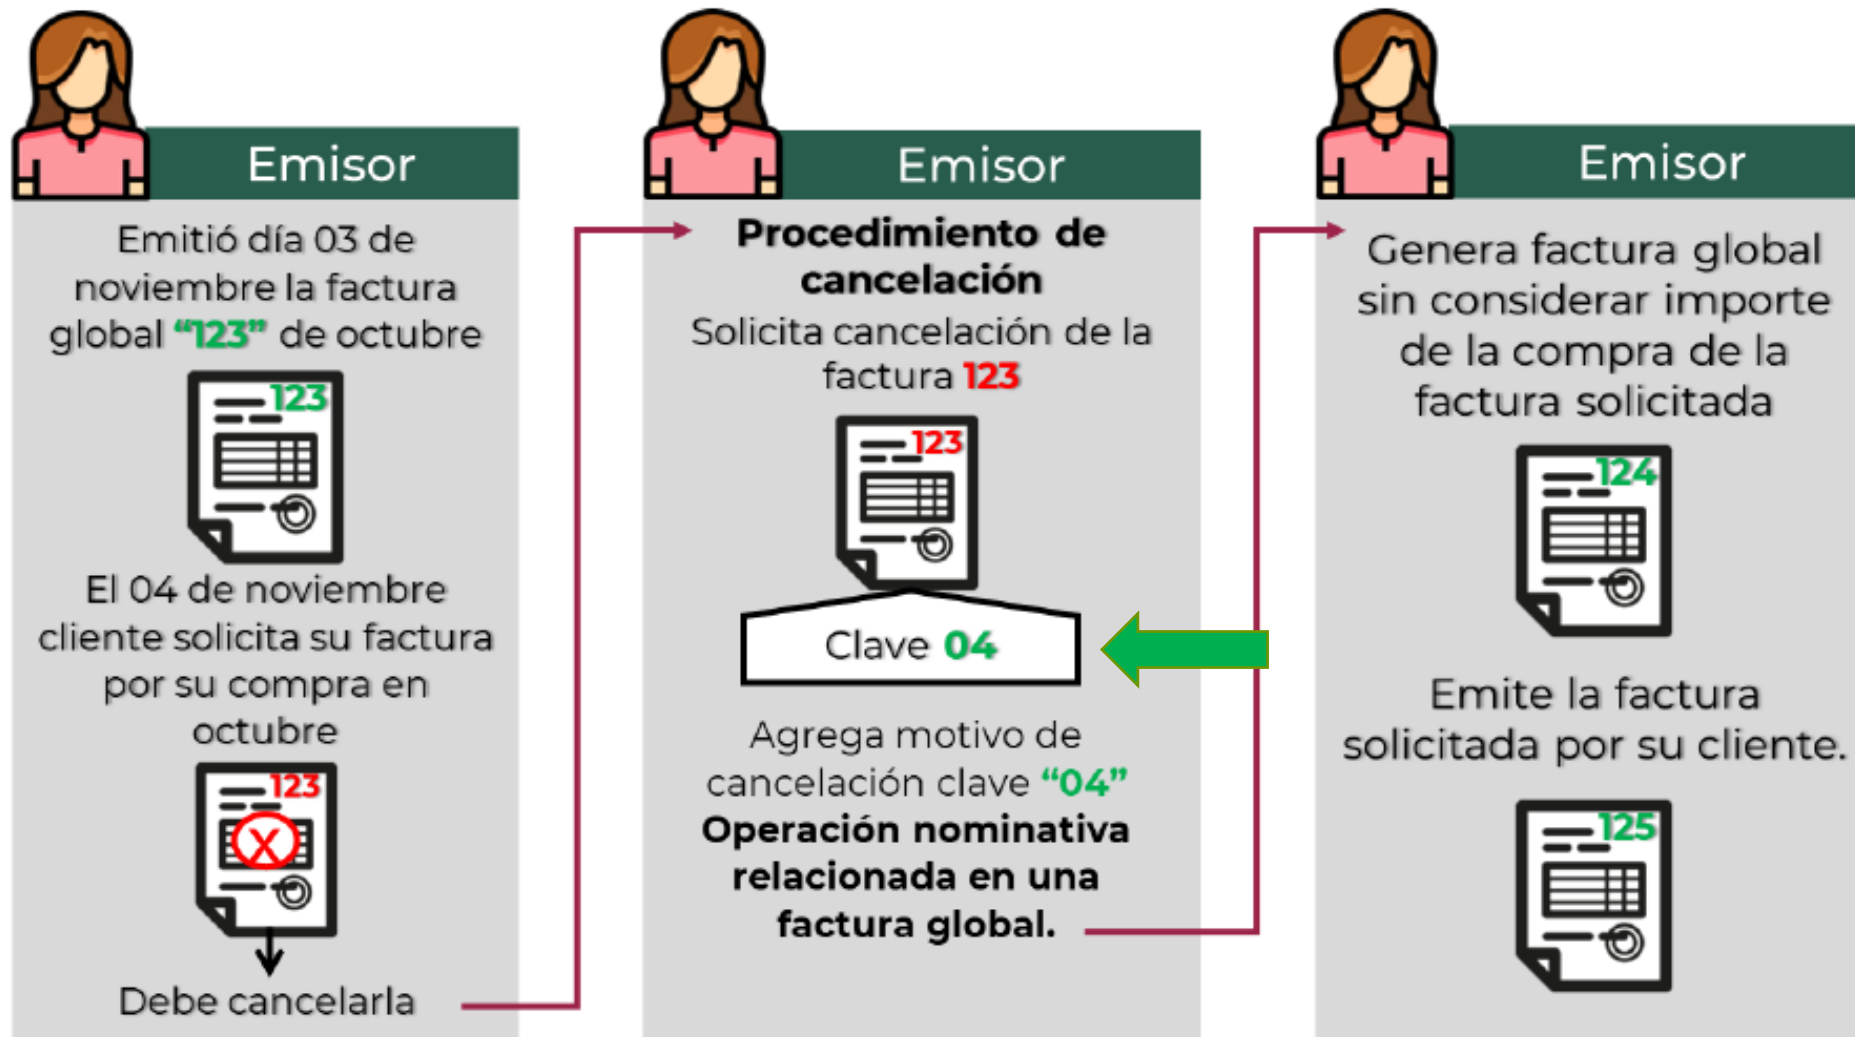 Emisor
Emitió día 03 de
noviembre la factura
global “123” de octubre
123
El 04 de noviembre
cliente solicita su factura
por su compra en
octubre
123
X
Debe cancelarla
Emisor
Procedimiento de
cancelación
Solicita cancelación de la
factura 123
123
Clave 04
Agrega motivo de
cancelación clave “04”
Operación nominativa
relacionada en una
factura global.
Emisor
Genera factura global
sin considerar importe
de la compra de la
factura solicitada
124
Emite la factura
solicitada por su cliente.
125